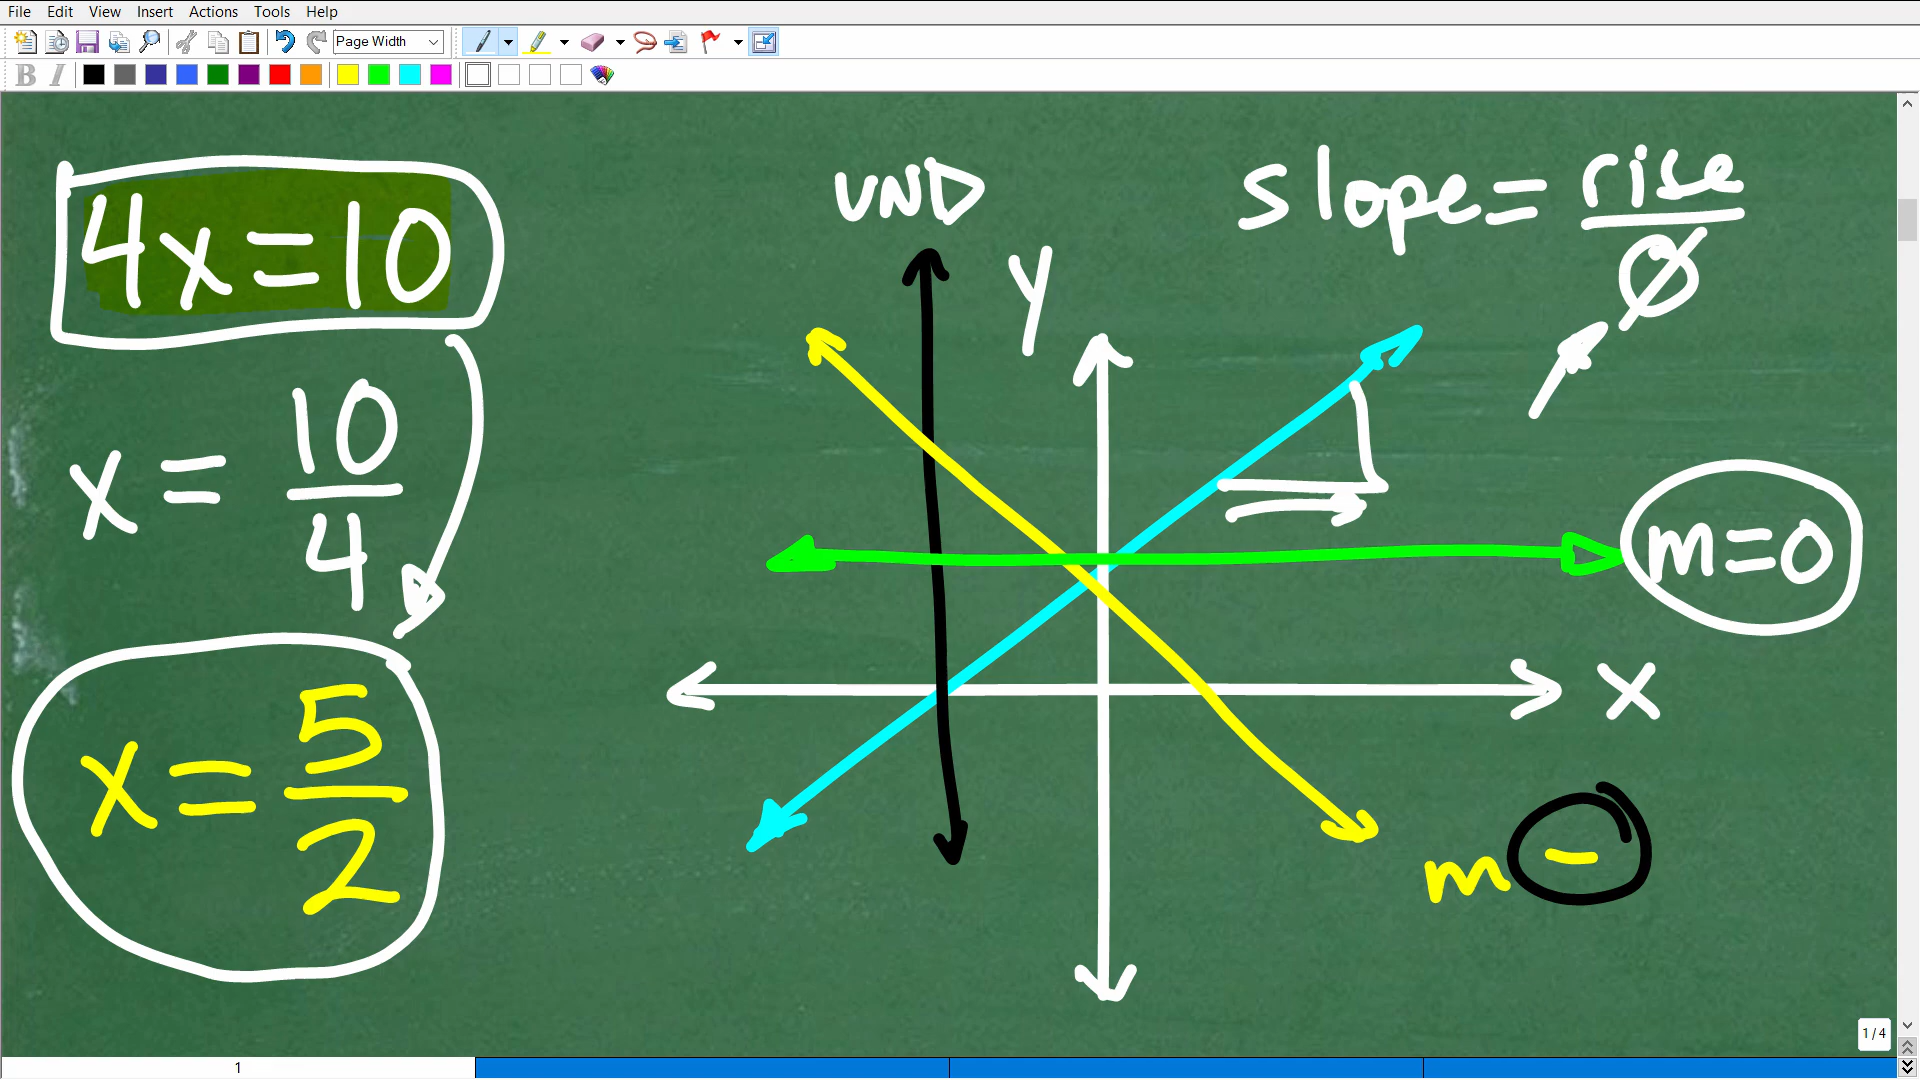 File Edit View Insert Actions Tools Help
Page Width
B I
4x=10
x = 10/4
x = 5/2
UND
y
slope = rise/0
m=0
x
m -
1 / 4
1